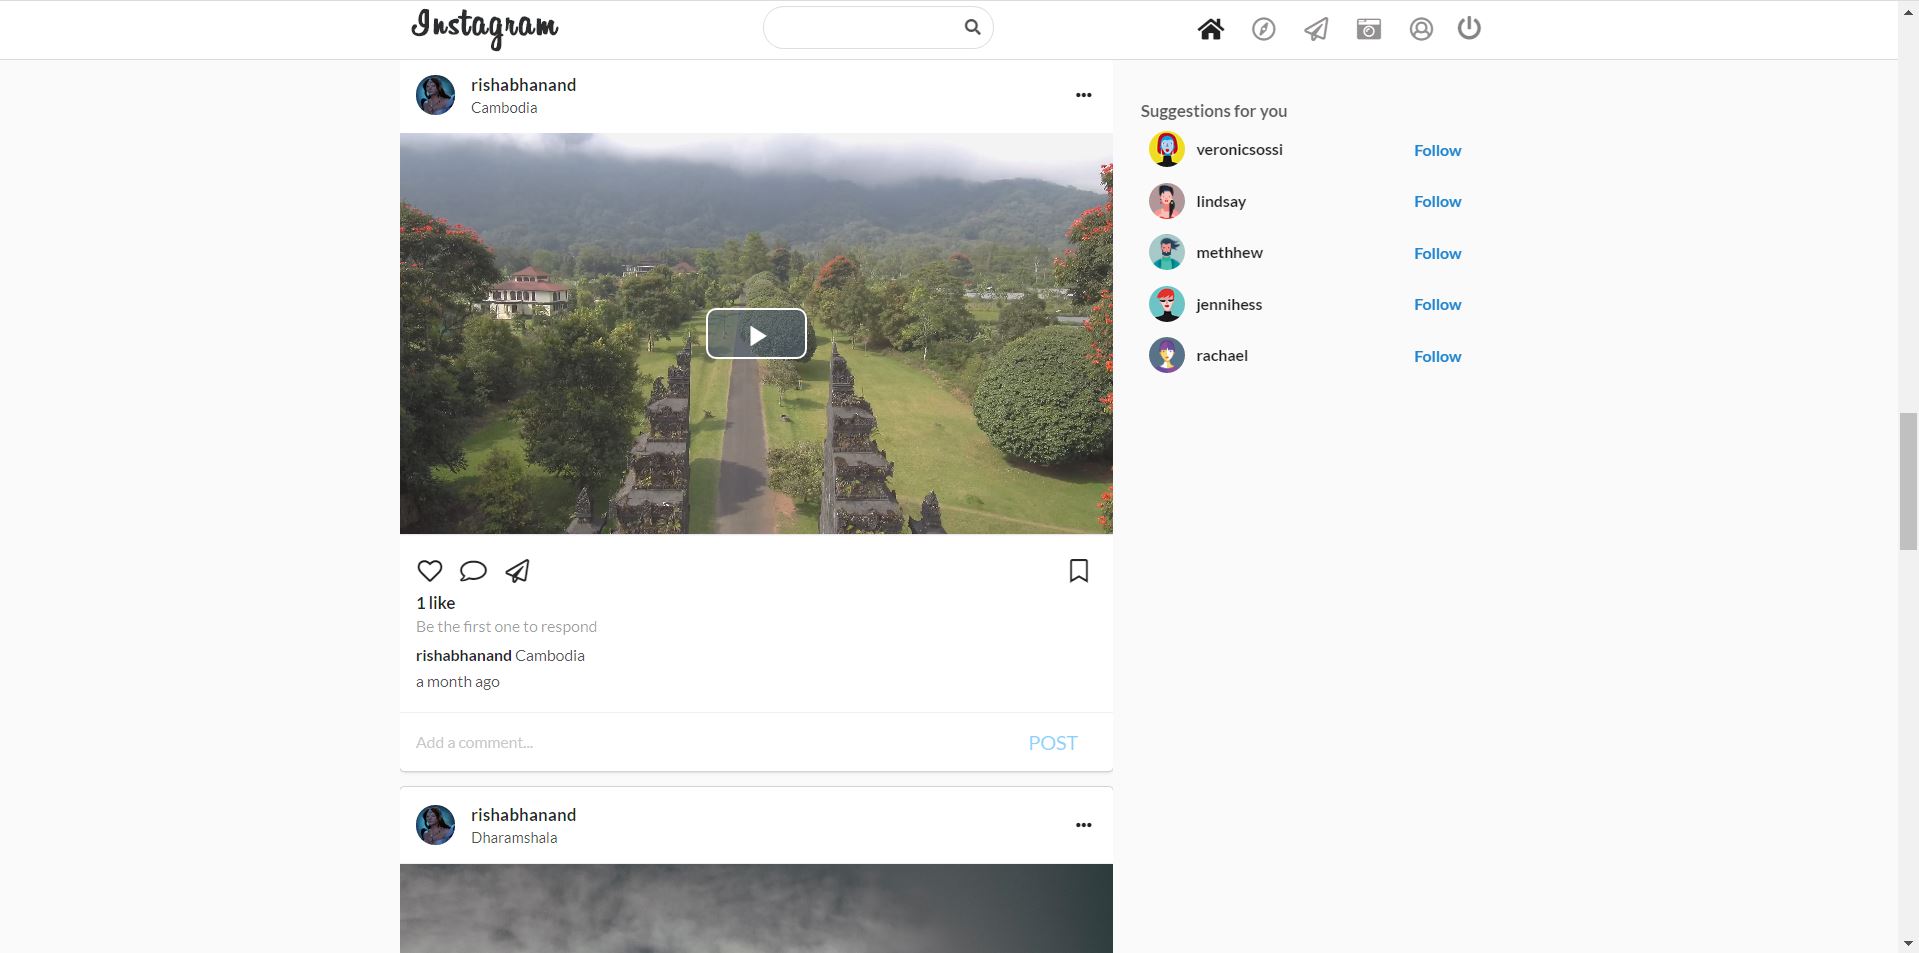 Instagram
rishabhanand
Cambodia
Suggestions for you
veronicsossi Follow
lindsay Follow
methhew Follow
jennihess Follow
rachael Follow
1 like
Be the first one to respond
rishabhanand Cambodia
a month ago
Add a comment... POST
rishabhanand
Dharamshala